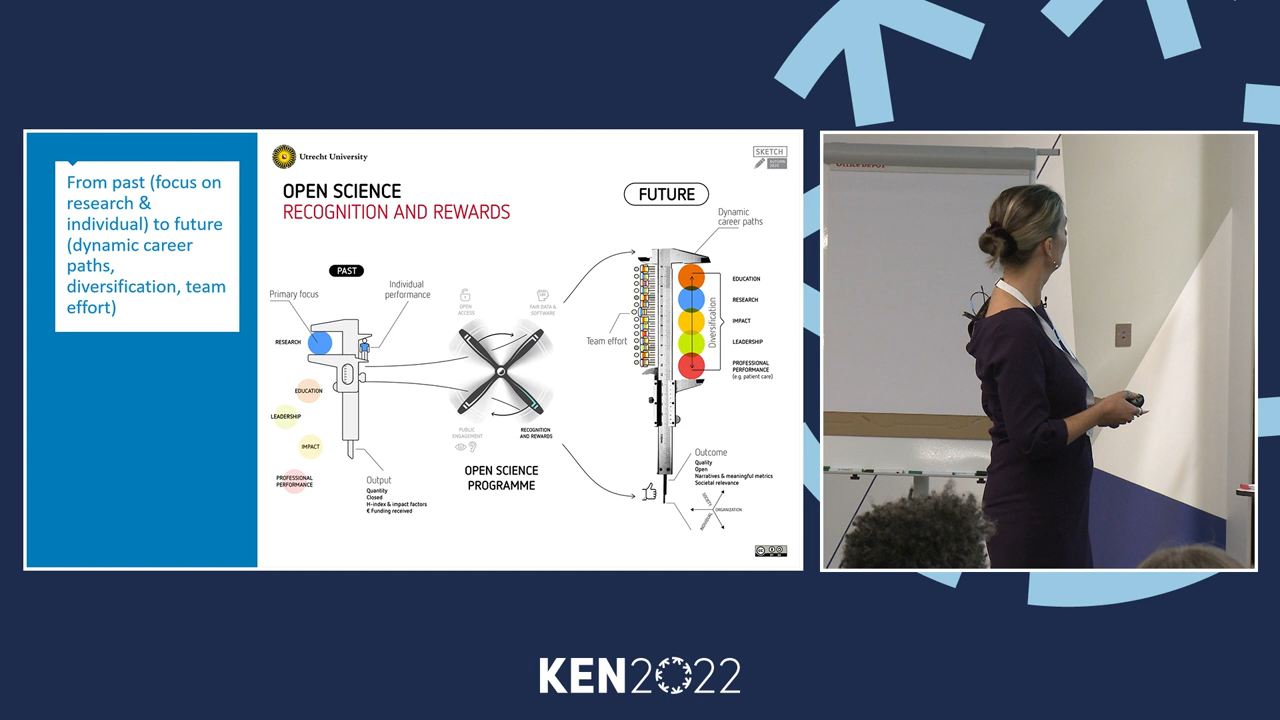 From past (focus on
research &
individual) to future
(dynamic career
paths,
diversification, team
effort)
Utrecht University
SKETCH
OPEN SCIENCE
RECOGNITION AND REWARDS
FUTURE
Dynamic
career paths
PAST
Primary focus
Individual
performance
OPEN
ACCESS
FAIR DATA &
SOFTWARE
RESEARCH
EDUCATION
LEADERSHIP
IMPACT
PROFESSIONAL
PERFORMANCE
Output
Quantity
Closed
H-index & impact factors
€ Funding received
PUBLIC
ENGAGEMENT
RECOGNITION
AND REWARDS
OPEN SCIENCE
PROGRAMME
Team effort
Diversification
EDUCATION
RESEARCH
IMPACT
LEADERSHIP
PROFESSIONAL
PERFORMANCE
(e.g. patient care)
Outcome
Quality
Open
Narratives & meaningful metrics
Societal relevance
SOCIETY
ORGANIZATION
INDIVIDUAL
Office DEPOT
KEN2022